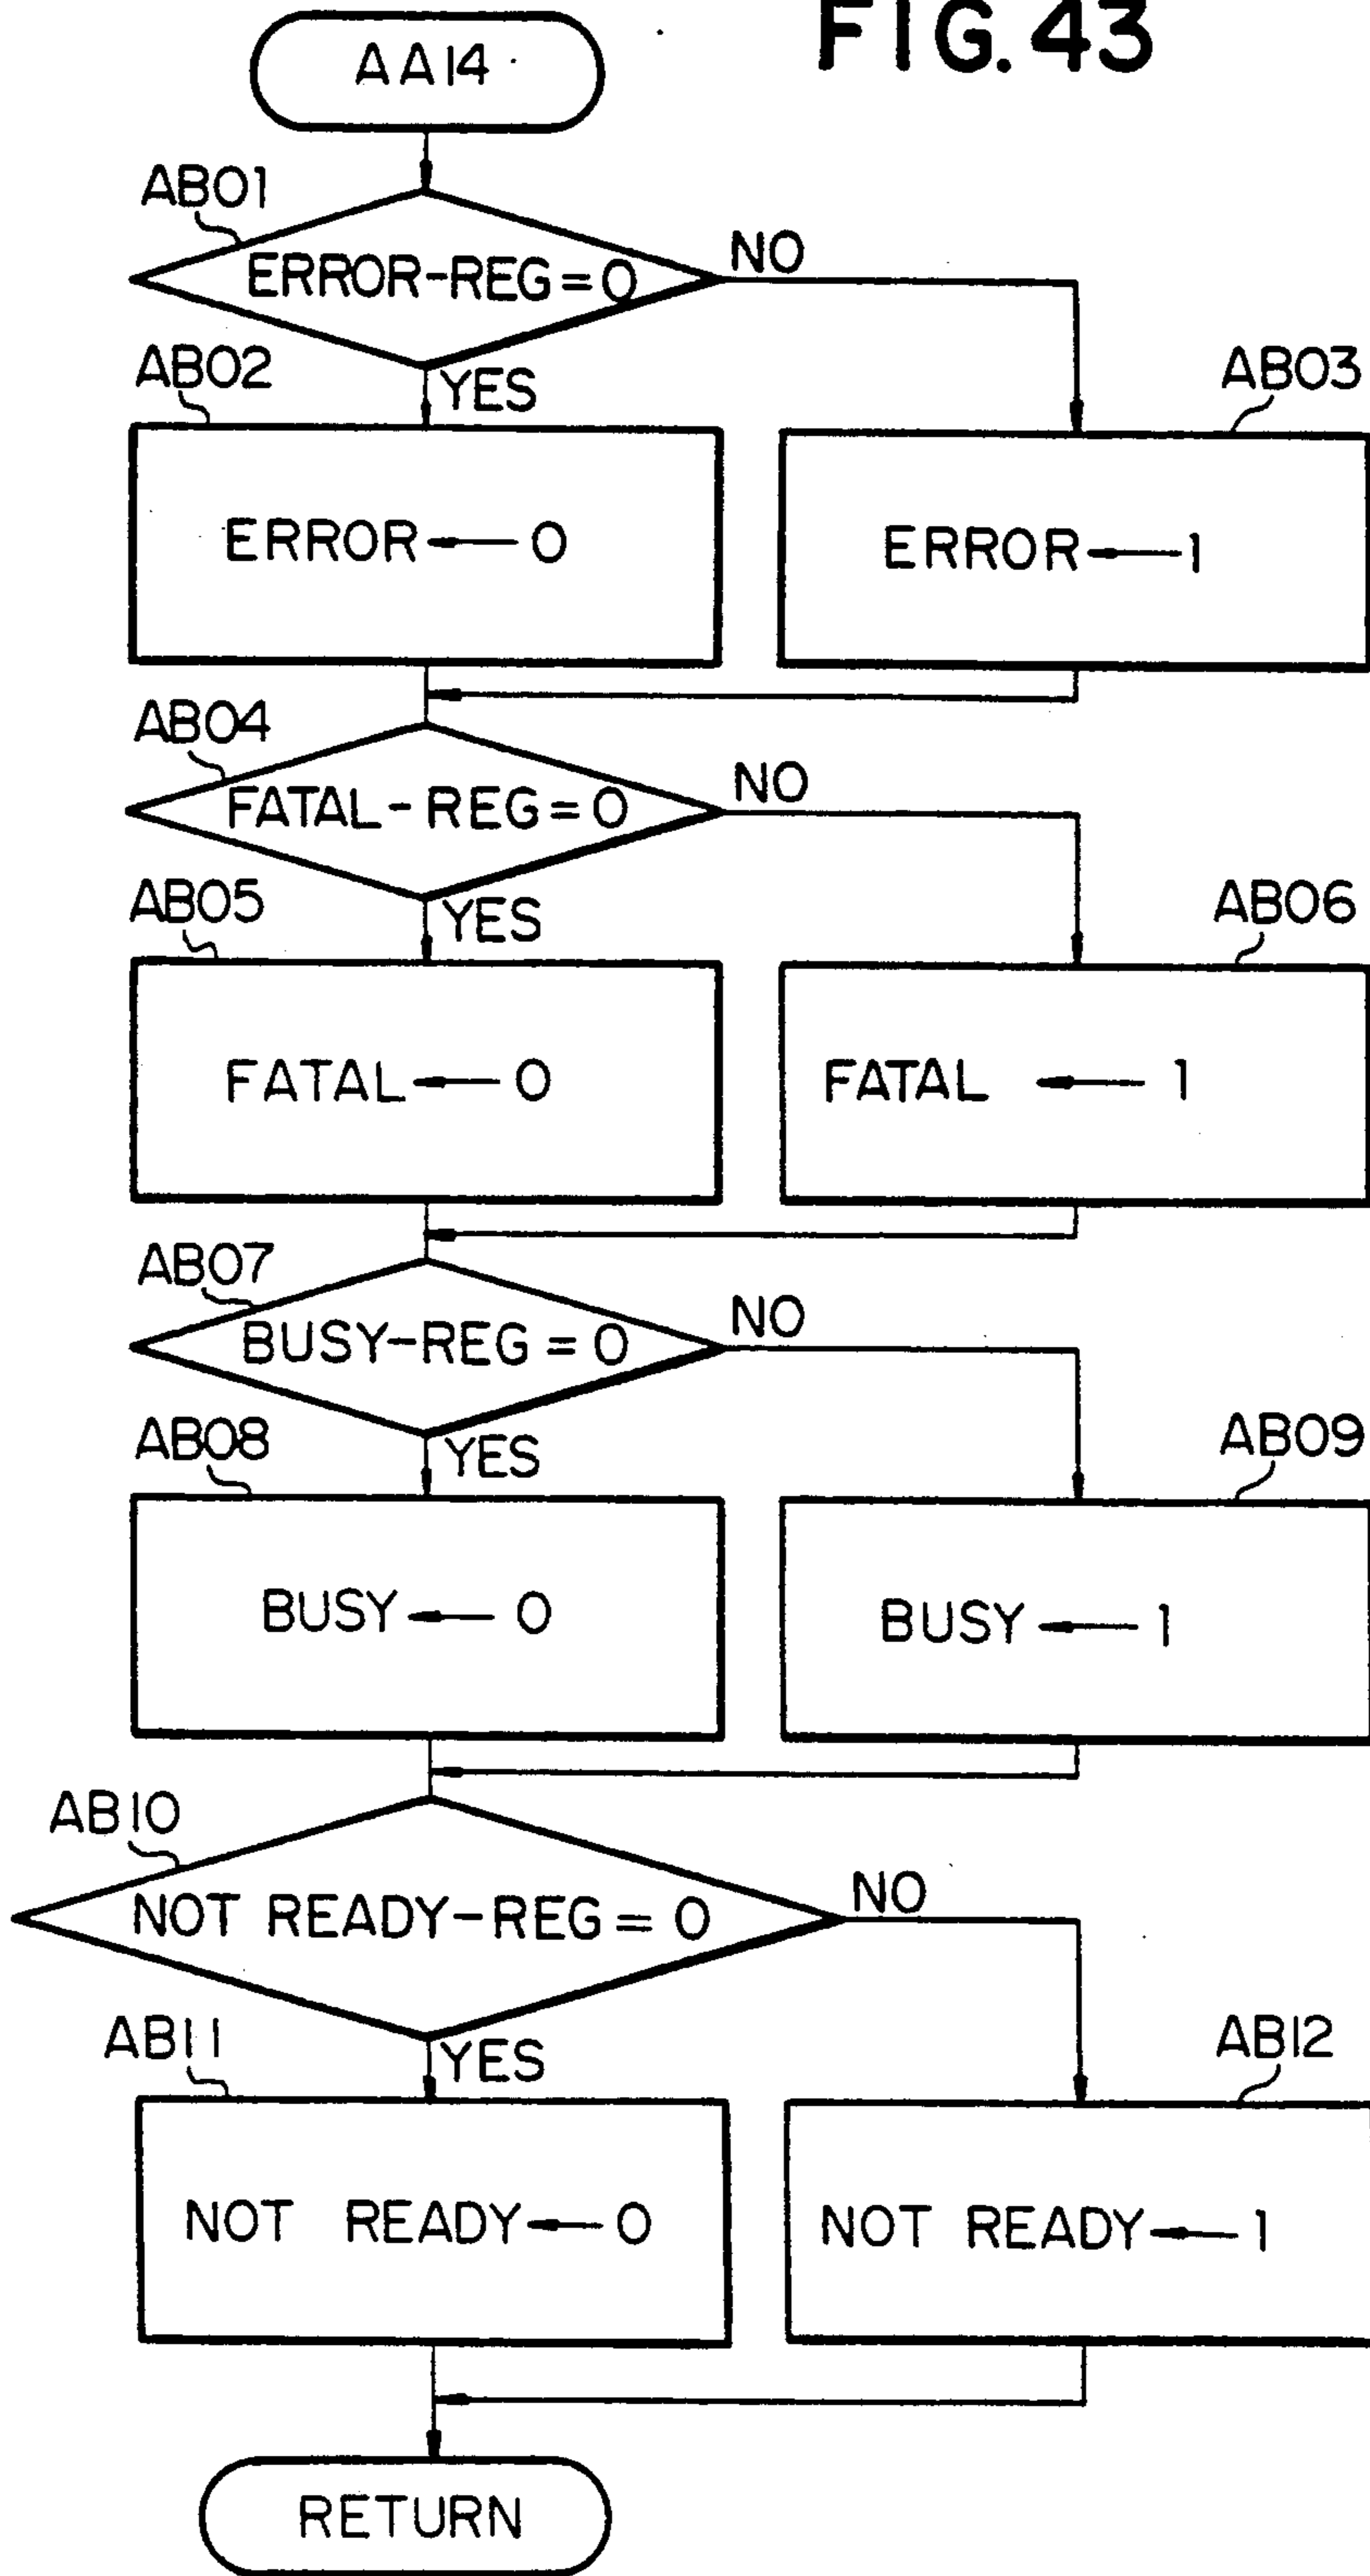 FIG. 43
AA14
AB01
ERROR-REG = 0
NO
AB02
YES
AB03
ERROR ← 0
ERROR ← 1
AB04
FATAL - REG = 0
NO
AB05
YES
AB06
FATAL ← 0
FATAL ← 1
AB07
BUSY-REG = 0
NO
AB08
YES
AB09
BUSY ← 0
BUSY ← 1
AB10
NOT READY-REG = 0
NO
AB11
YES
AB12
NOT READY ← 0
NOT READY ← 1
RETURN